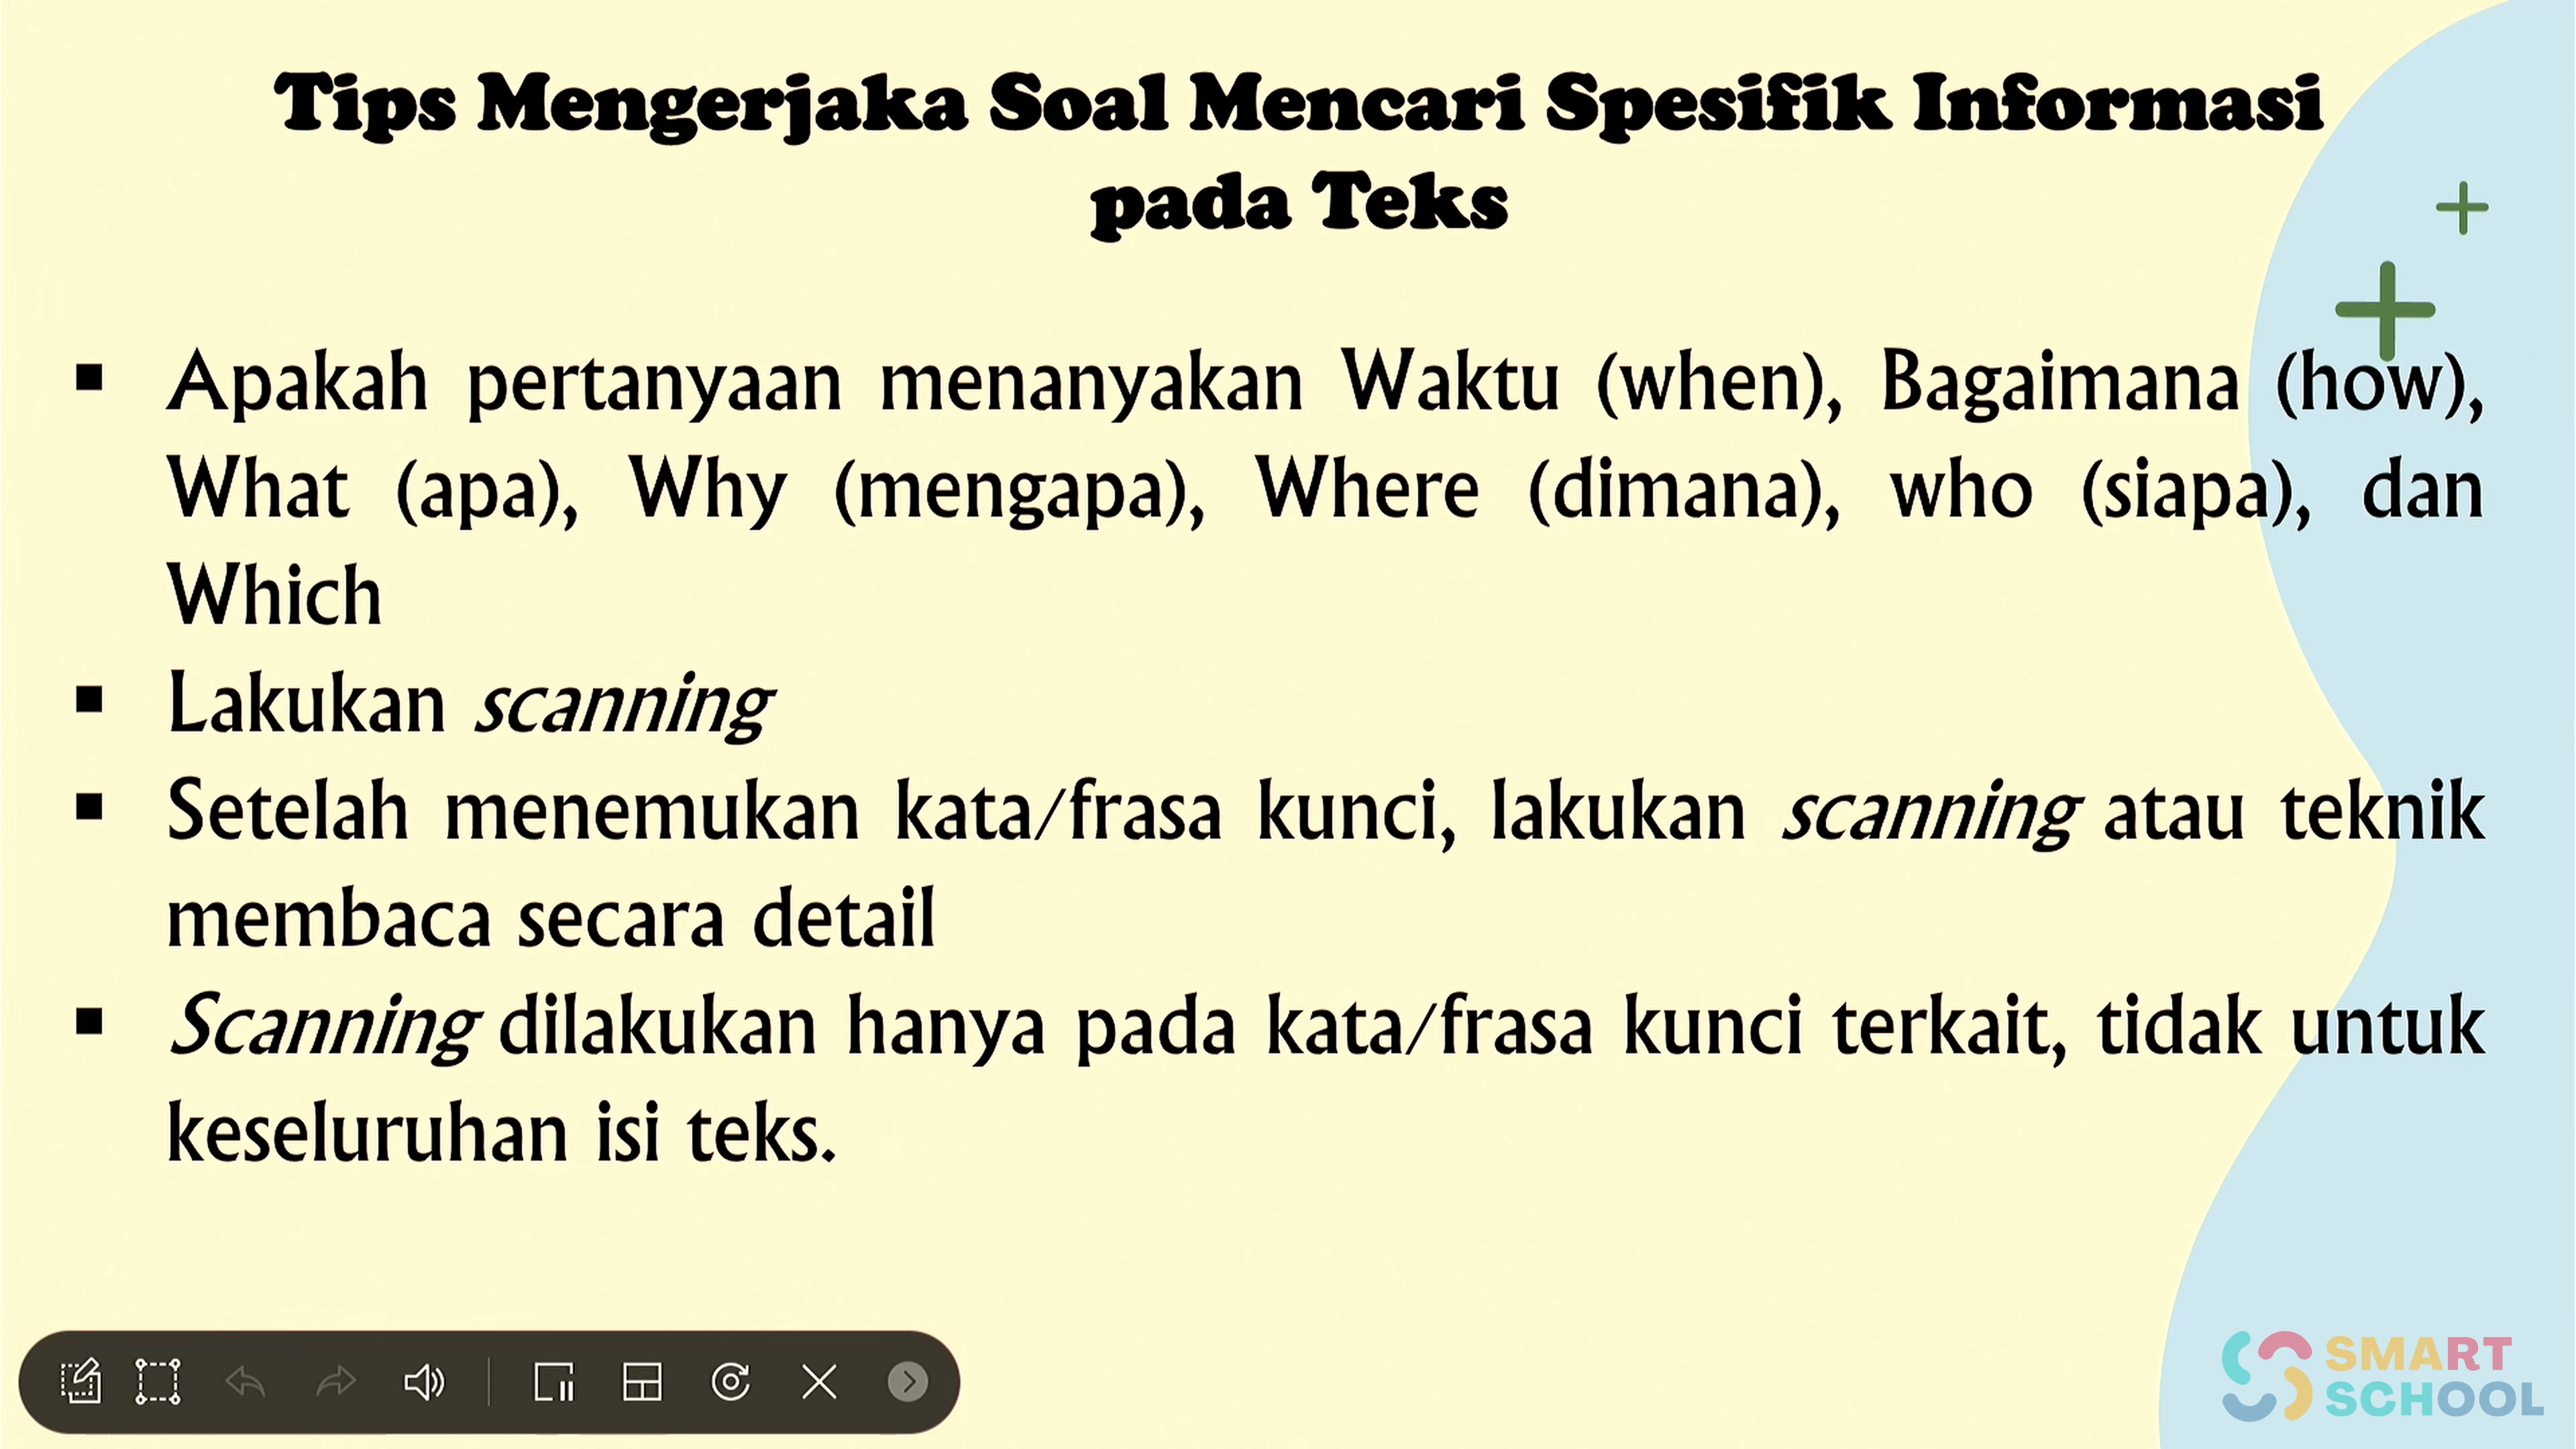 Tips Mengerjaka Soal Mencari Spesifik Informasi
pada Teks
▪ Apakah pertanyaan menanyakan Waktu (when), Bagaimana (how),
What (apa), Why (mengapa), Where (dimana), who (siapa), dan
Which
▪ Lakukan scanning
▪ Setelah menemukan kata/frasa kunci, lakukan scanning atau teknik
membaca secara detail
▪ Scanning dilakukan hanya pada kata/frasa kunci terkait, tidak untuk
keseluruhan isi teks.
SMART
SCHOOL